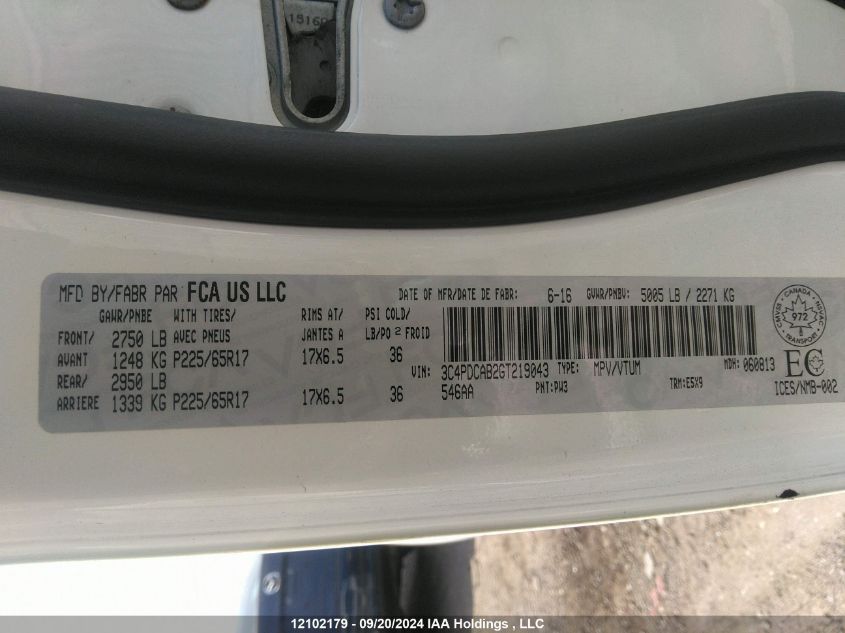 15160
MFD BY/FABR PAR FCA US LLC
DATE OF MFR/DATE DE FABR: 6-16 GVWR/PNBV: 5005 LB / 2271 KG
GAWR/PNBE WITH TIRES/ RIMS AT/ PSI COLD/
FRONT/ 2750 LB AVEC PNEUS JANTES A LB/PO 2 FROID
AVANT 1248 KG P225/65R17 17X6.5 36
REAR/ 2950 LB
ARRIERE 1339 KG P225/65R17 17X6.5 36
VIN: 3C4PDCAB2GT219043 TYPE: MPV/VTUM MDH: 060813
546AA PNT: PW3 TRM: E5X9
CANADA
CMVSS NSVAC
972
EC
ICES/NMB-002
12102179 - 09/20/2024 IAA Holdings , LLC